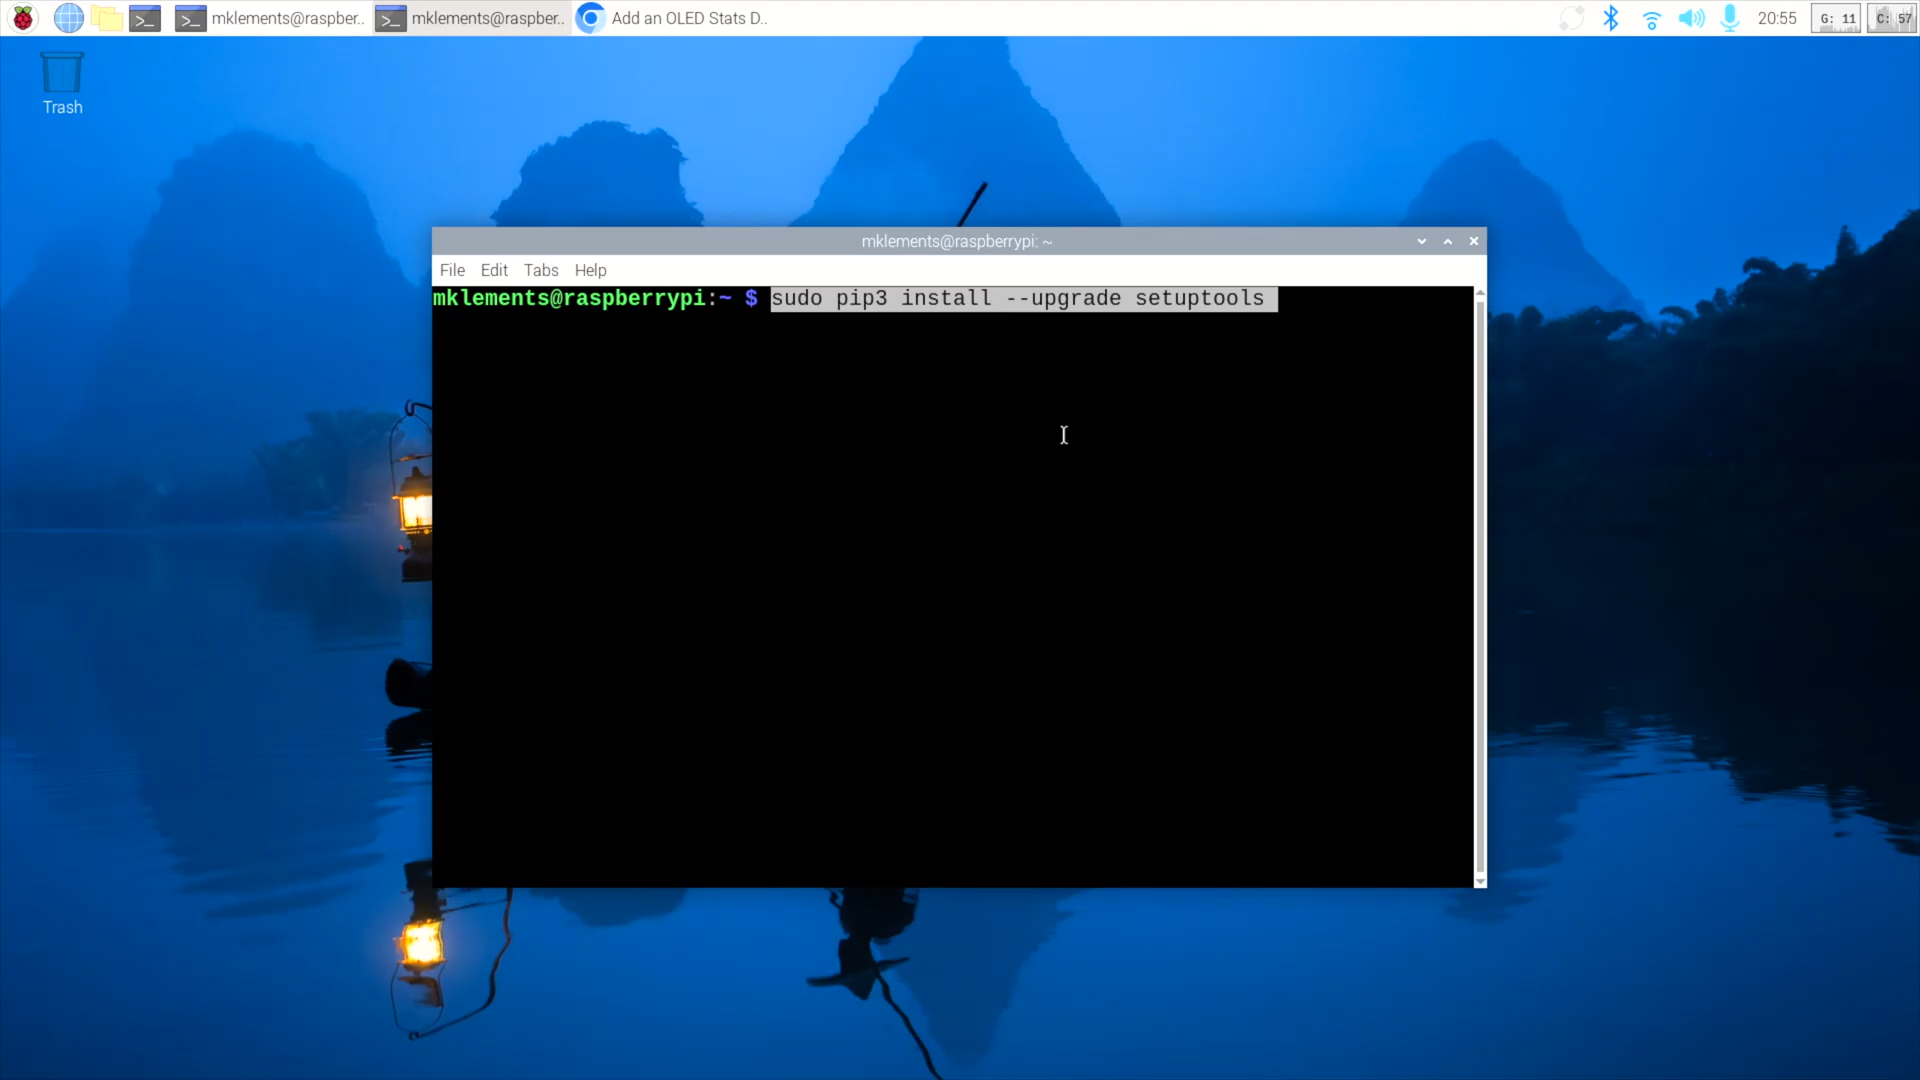 mklements@raspber..
mklements@raspber..
Add an OLED Stats D..
20:55
G: 11
C: 57
Trash
mklements@raspberrypi: ~
File Edit Tabs Help
mklements@raspberrypi:~ $ sudo pip3 install --upgrade setuptools